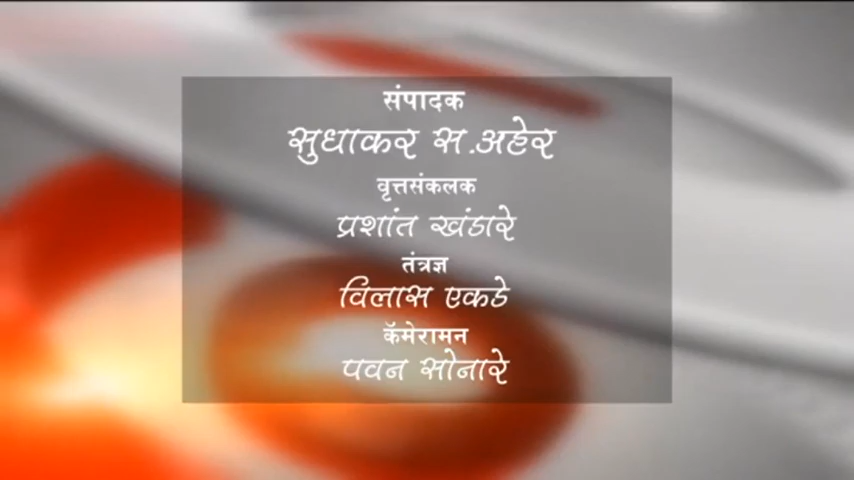 संपादक
सुधाकर स.अहेर
वृत्तसंकलक
प्रशांत खंडारे
तंत्रज्ञ
विलास एकडे
कॅमेरामन
पवन सोनारे